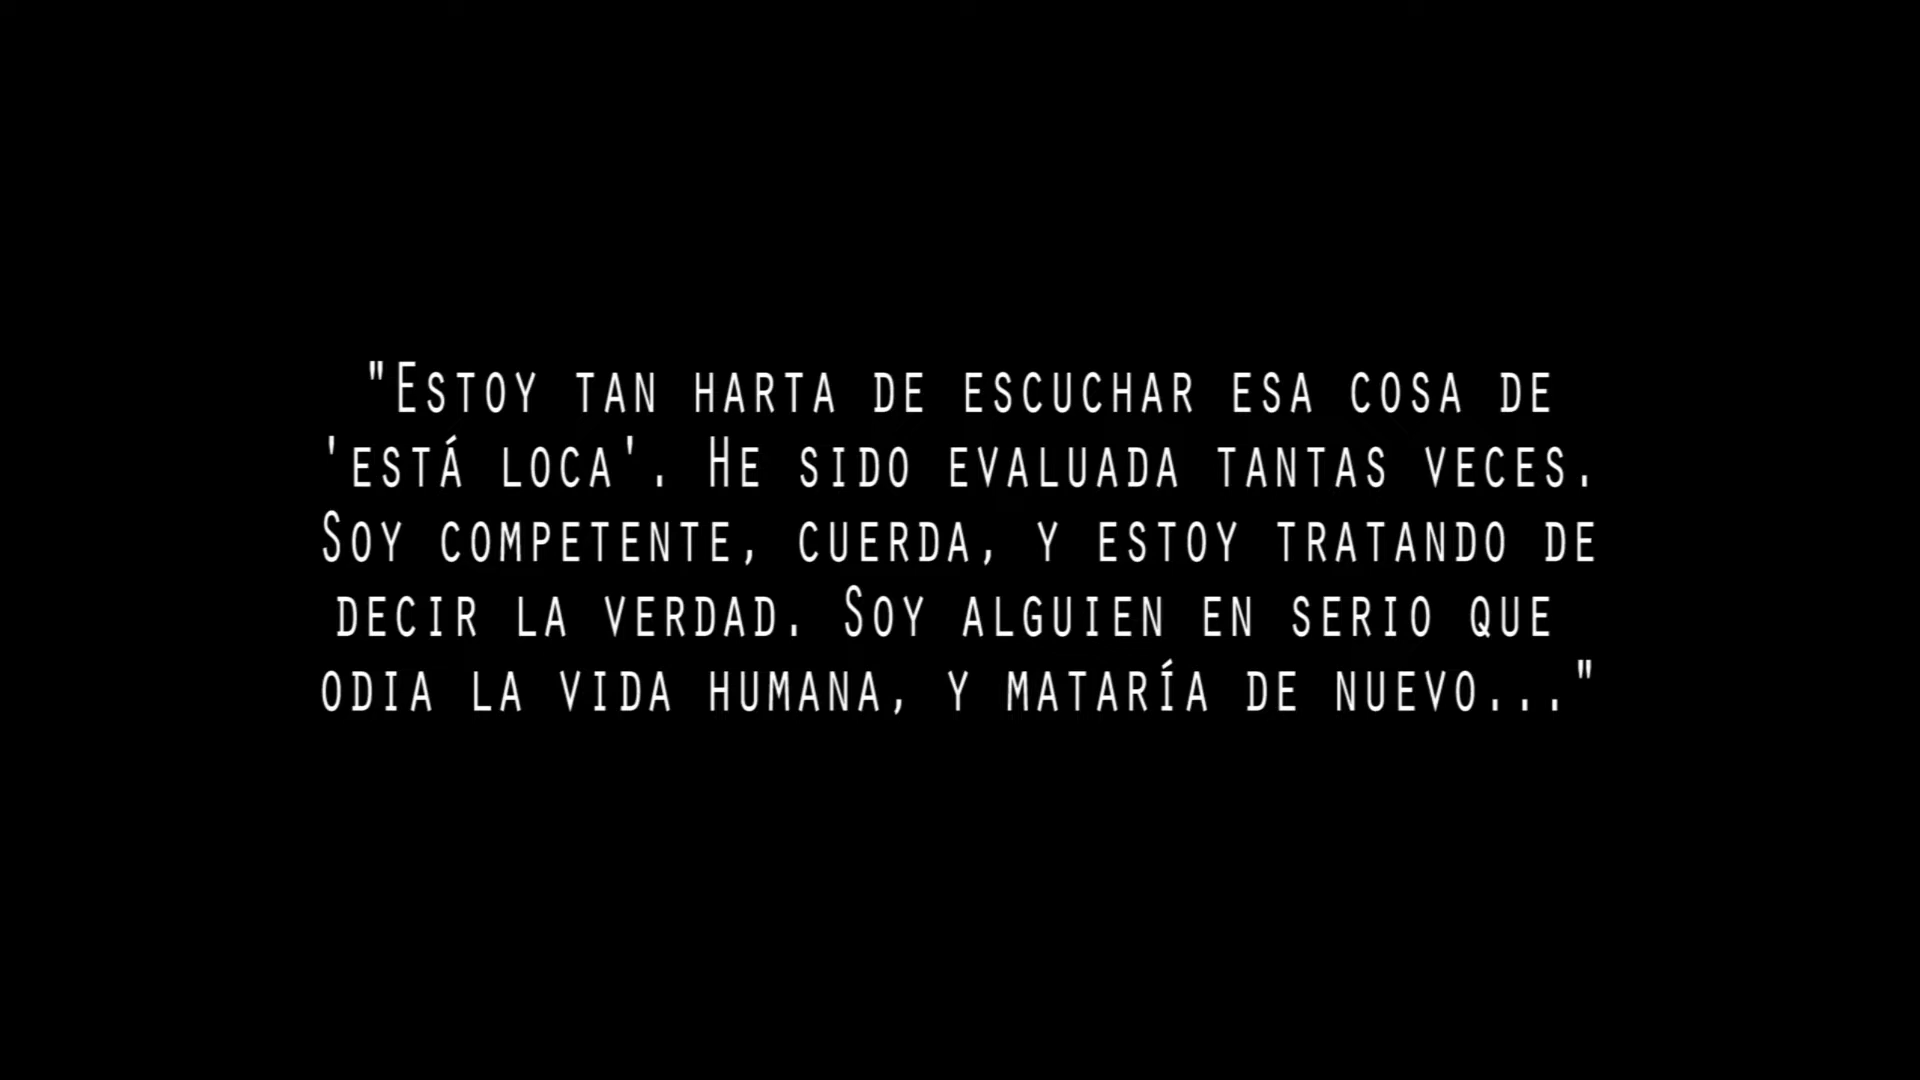 "Estoy tan harta de escuchar esa cosa de
'está loca'. He sido evaluada tantas veces.
Soy competente, cuerda, y estoy tratando de
decir la verdad. Soy alguien en serio que
odia la vida humana, y mataría de nuevo..."